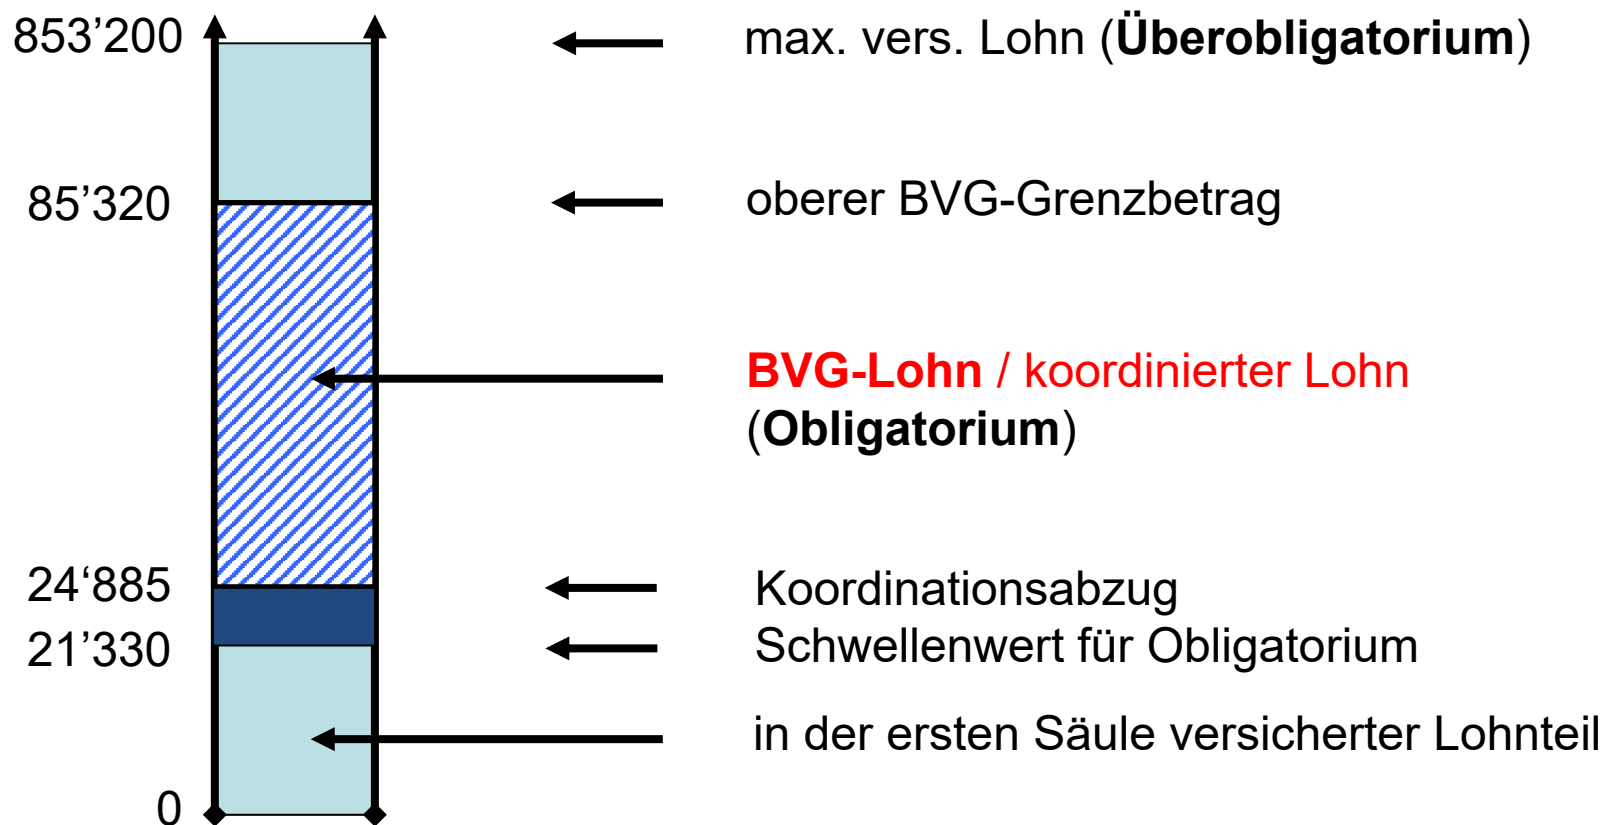 853’200 max. vers. Lohn (Überobligatorium)
85’320 oberer BVG-Grenzbetrag
BVG-Lohn / koordinierter Lohn
(Obligatorium)
24‘885 Koordinationsabzug
21’330 Schwellenwert für Obligatorium
in der ersten Säule versicherter Lohnteil
0